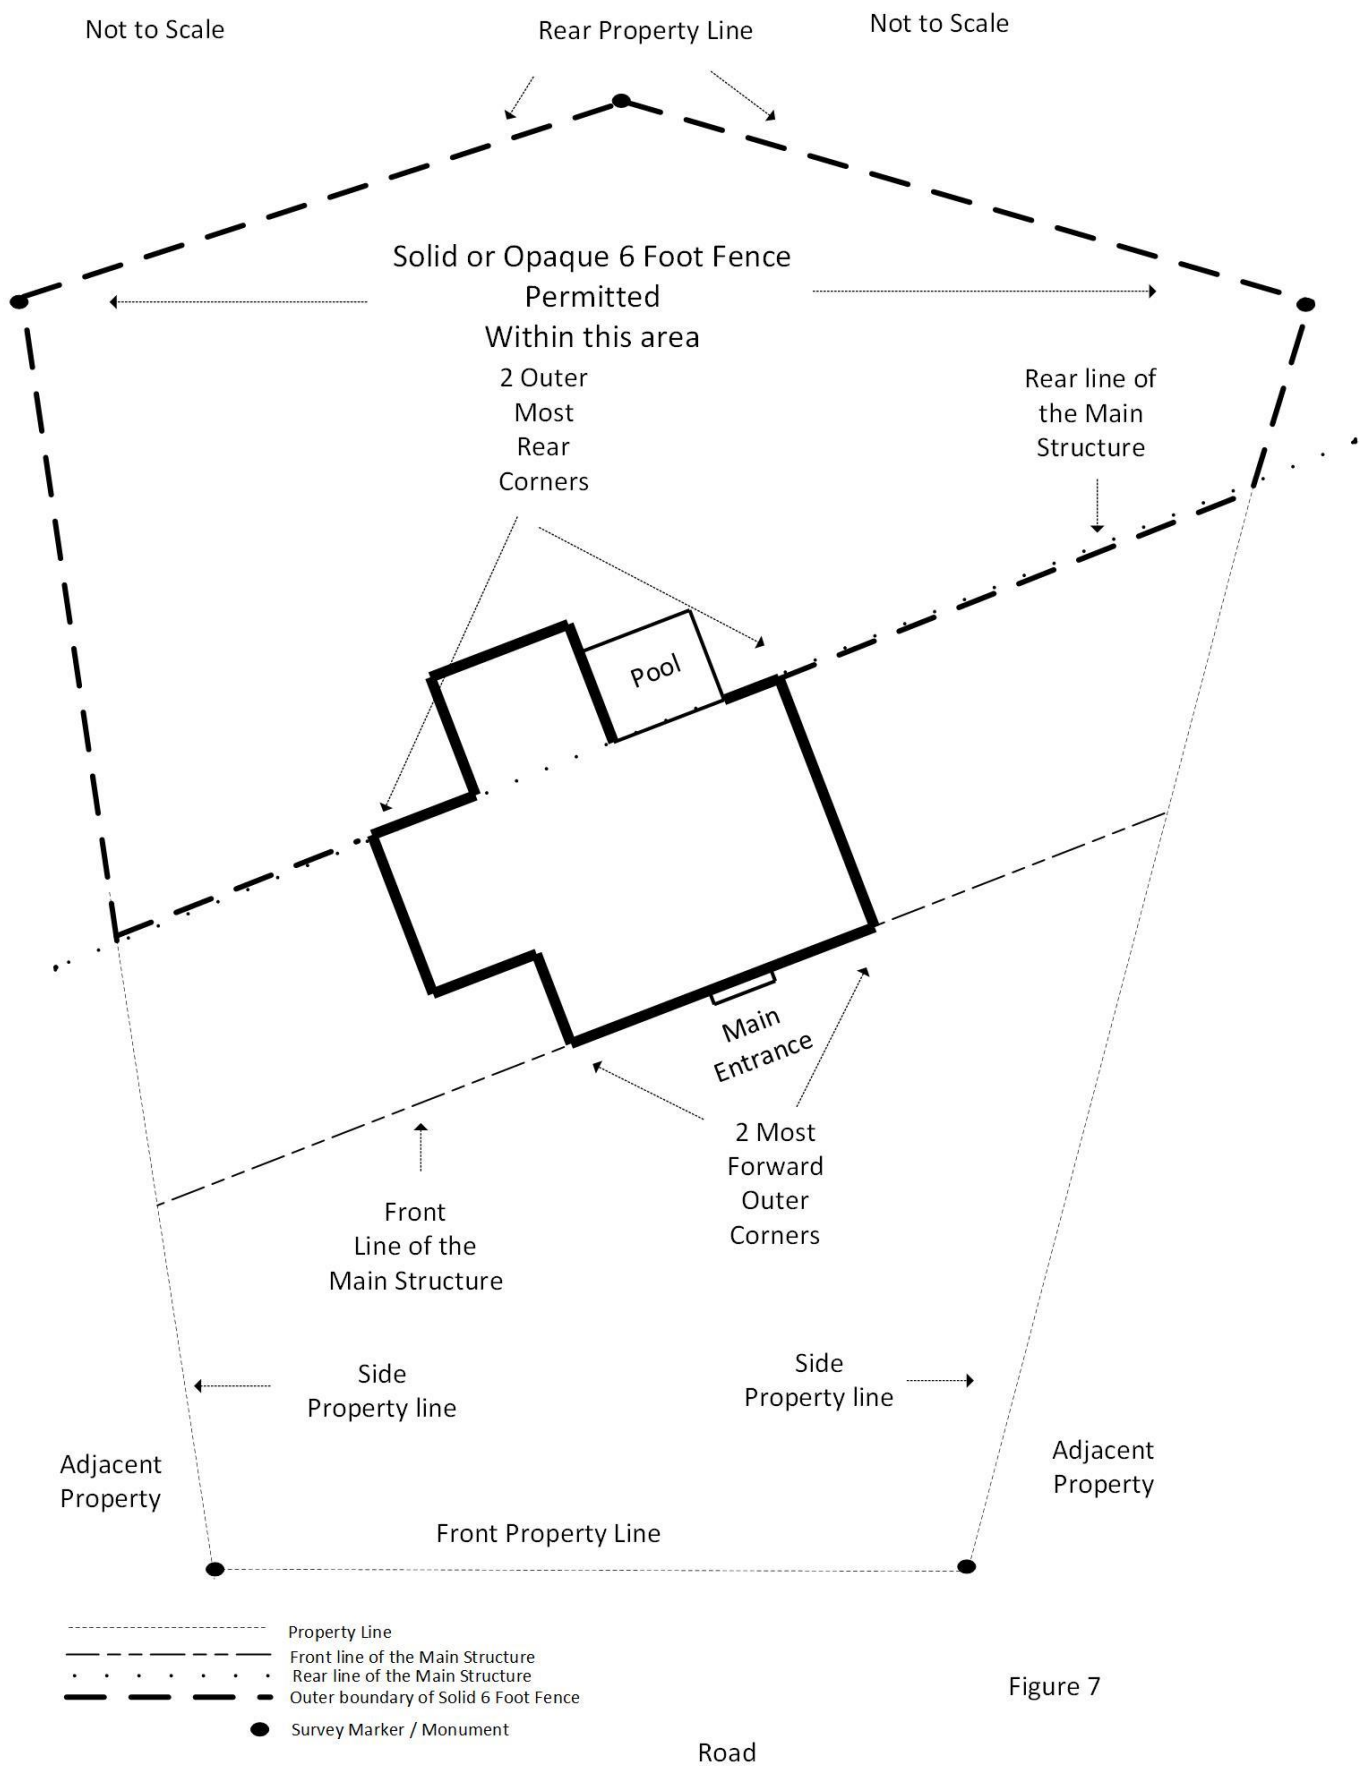 Not to Scale
Rear Property Line
Not to Scale
Solid or Opaque 6 Foot Fence
Permitted
Within this area
2 Outer
Most
Rear
Corners
Rear line of
the Main
Structure
Pool
Main
Entrance
2 Most
Forward
Outer
Corners
Front
Line of the
Main Structure
Side
Property line
Side
Property line
Adjacent
Property
Adjacent
Property
Front Property Line
Property Line
Front line of the Main Structure
Rear line of the Main Structure
Outer boundary of Solid 6 Foot Fence
Survey Marker / Monument
Figure 7
Road